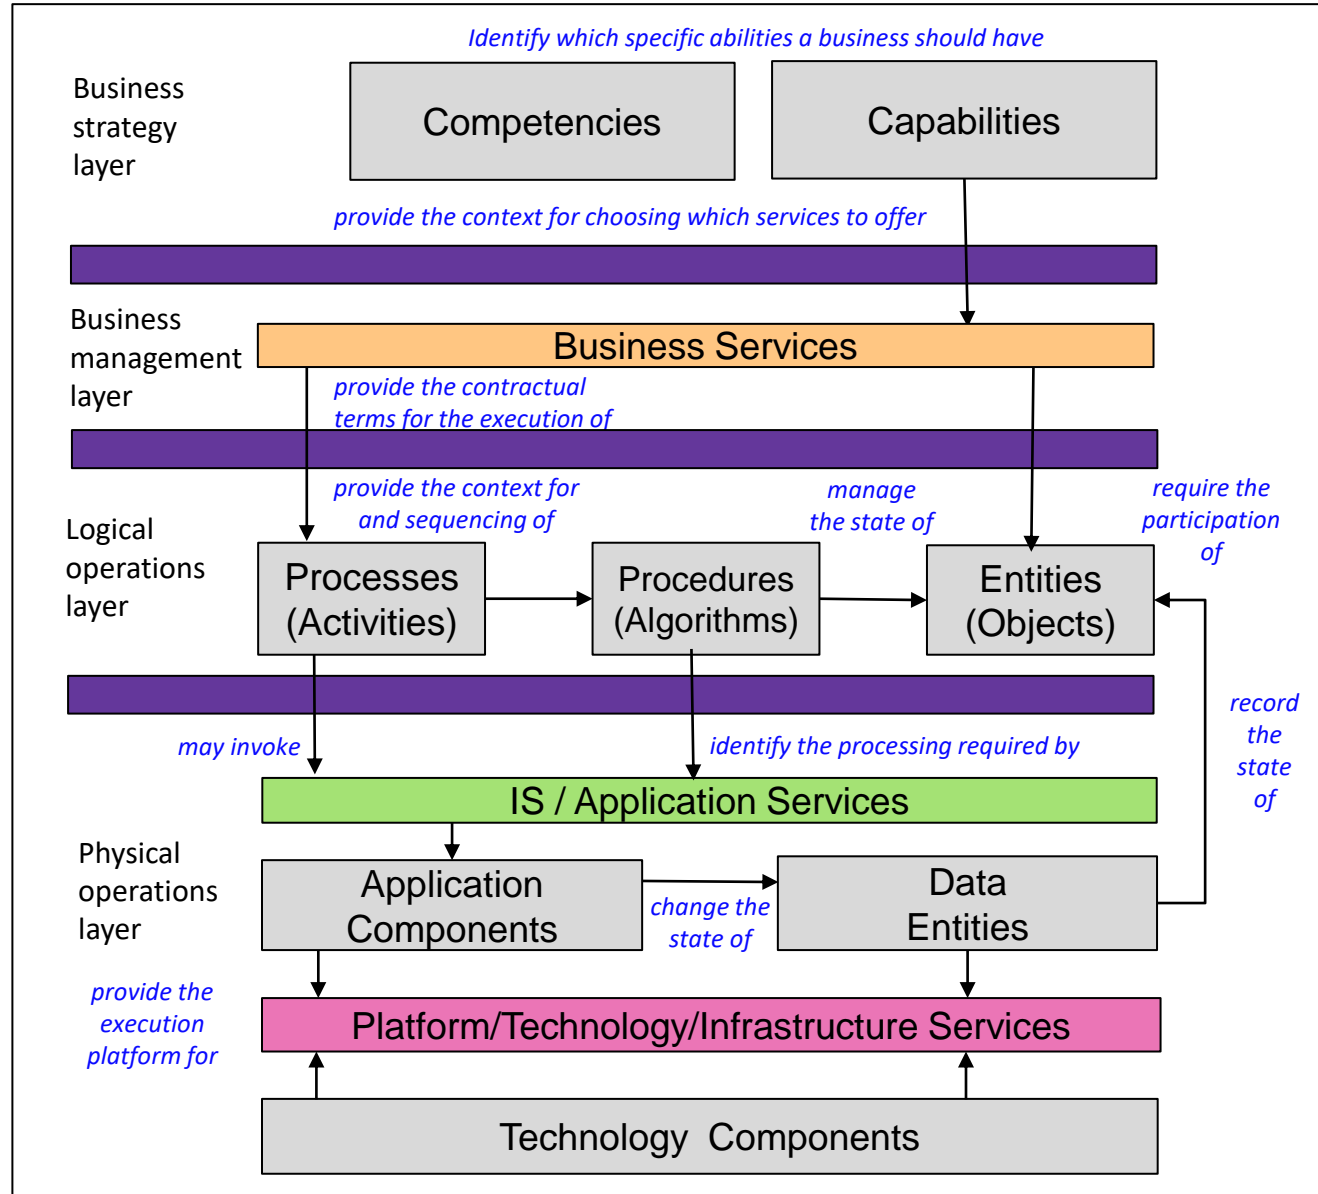 Identify which specific abilities a business should have
Business
strategy
layer
Competencies
Capabilities
provide the context for choosing which services to offer
Business
management
layer
Business Services
provide the contractual
terms for the execution of
provide the context for
and sequencing of
manage
the state of
require the
participation
of
Logical
operations
layer
Processes
(Activities)
Procedures
(Algorithms)
Entities
(Objects)
may invoke
identify the processing required by
record
the
state
of
IS / Application Services
Physical
operations
layer
Application
Components
change the
state of
Data
Entities
provide the
execution
platform for
Platform/Technology/Infrastructure Services
Technology Components